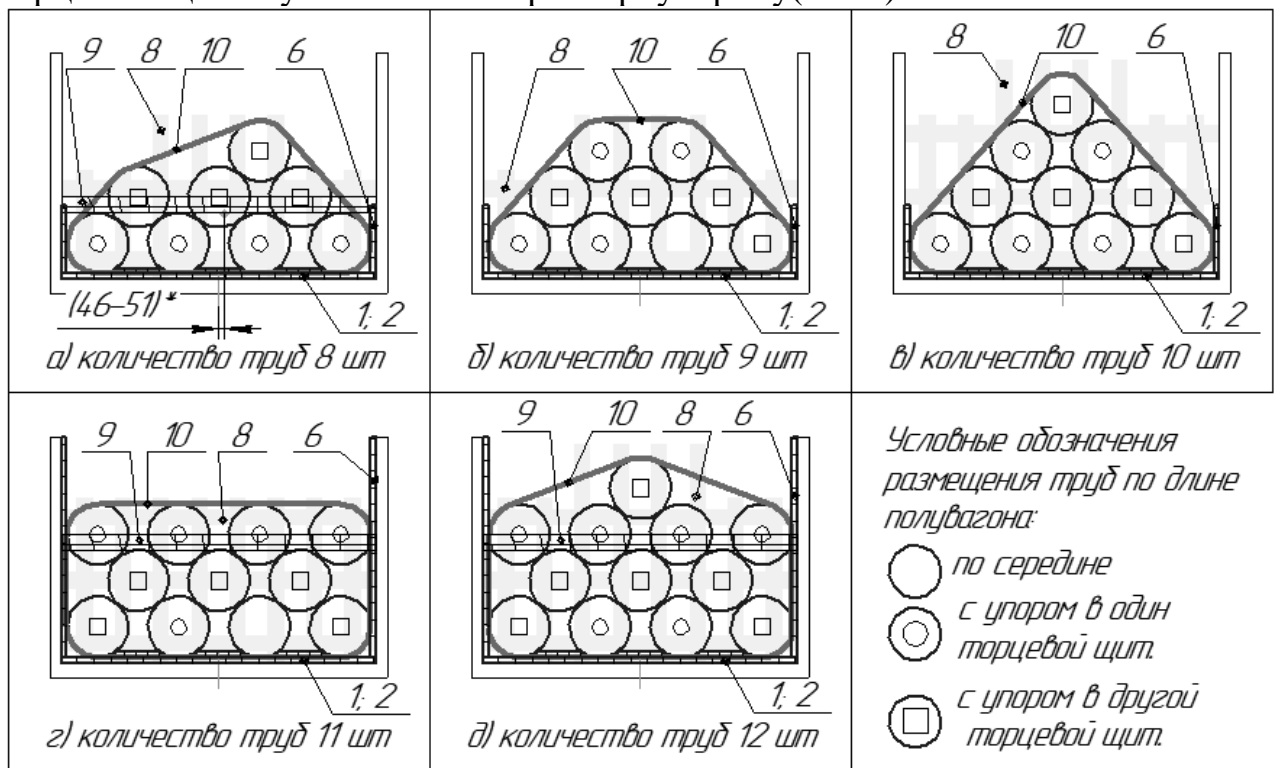 9 8 10 6
(46-51)*
1; 2
а) количество труб 8 шт
8 10 6
1; 2
б) количество труб 9 шт
8 10 6
1; 2
в) количество труб 10 шт
9 10 8 6
1; 2
г) количество труб 11 шт
9 10 8 6
1; 2
д) количество труб 12 шт
Условные обозначения
размещения труб по длине
полувагона:
по середине
с упором в один
торцевой щит.
с упором в другой
торцевой щит.